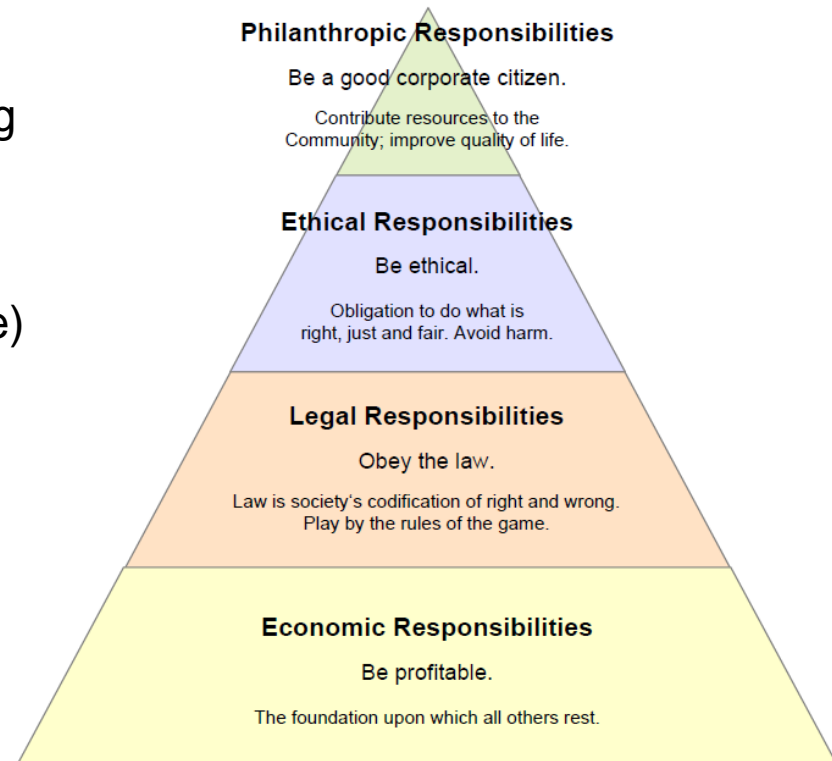 Philanthropic Responsibilities
Be a good corporate citizen.
g
Contribute resources to the
Community; improve quality of life.
Ethical Responsibilities
Be ethical.
e)
Obligation to do what is
right, just and fair. Avoid harm.
Legal Responsibilities
Obey the law.
Law is society's codification of right and wrong.
Play by the rules of the game.
Economic Responsibilities
Be profitable.
The foundation upon which all others rest.